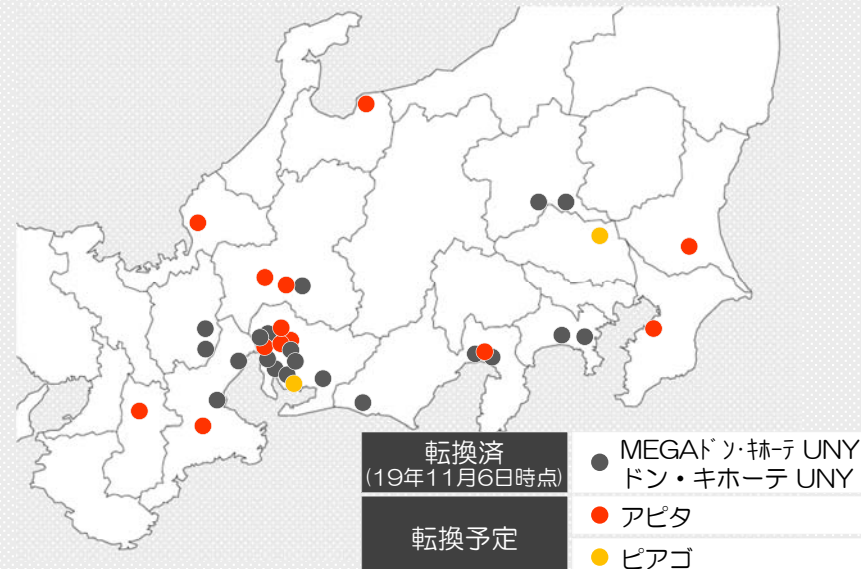 転換済
(19年11月6日時点)
MEGAドン・キホーテ UNY
ドン・キホーテ UNY
転換予定
アピタ
ピアゴ